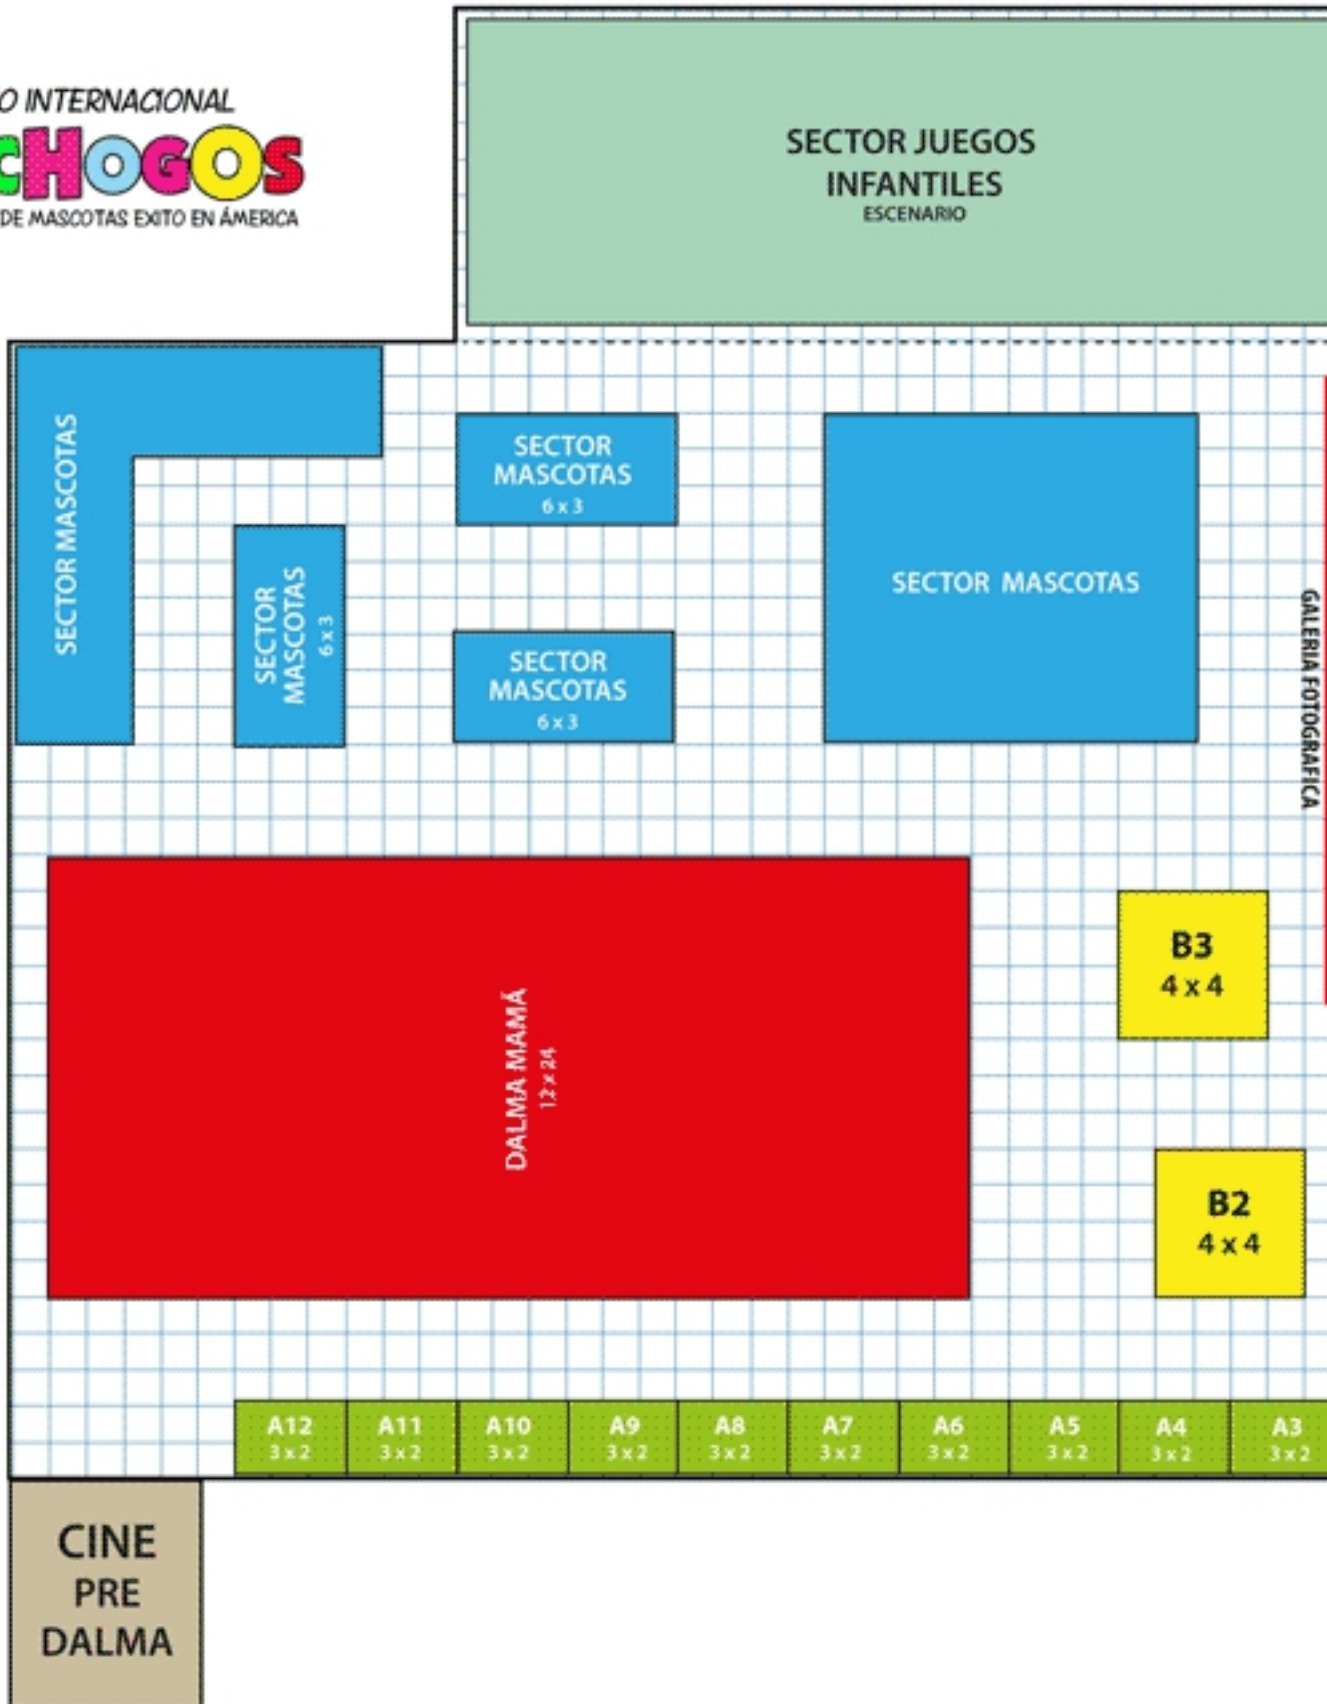 O INTERNACIONAL
CHOGOS
DE MASCOTAS EXITO EN ÁMERICA
SECTOR JUEGOS
INFANTILES
ESCENARIO
SECTOR MASCOTAS
SECTOR
MASCOTAS
6 x 3
SECTOR
MASCOTAS
6 x 3
SECTOR
MASCOTAS
6 x 3
SECTOR MASCOTAS
GALERIA FOTOGRAFICA
DALMA MAMÁ
12 x 24
B3
4 x 4
B2
4 x 4
A12
3 x 2
A11
3 x 2
A10
3 x 2
A9
3 x 2
A8
3 x 2
A7
3 x 2
A6
3 x 2
A5
3 x 2
A4
3 x 2
A3
3 x 2
CINE
PRE
DALMA